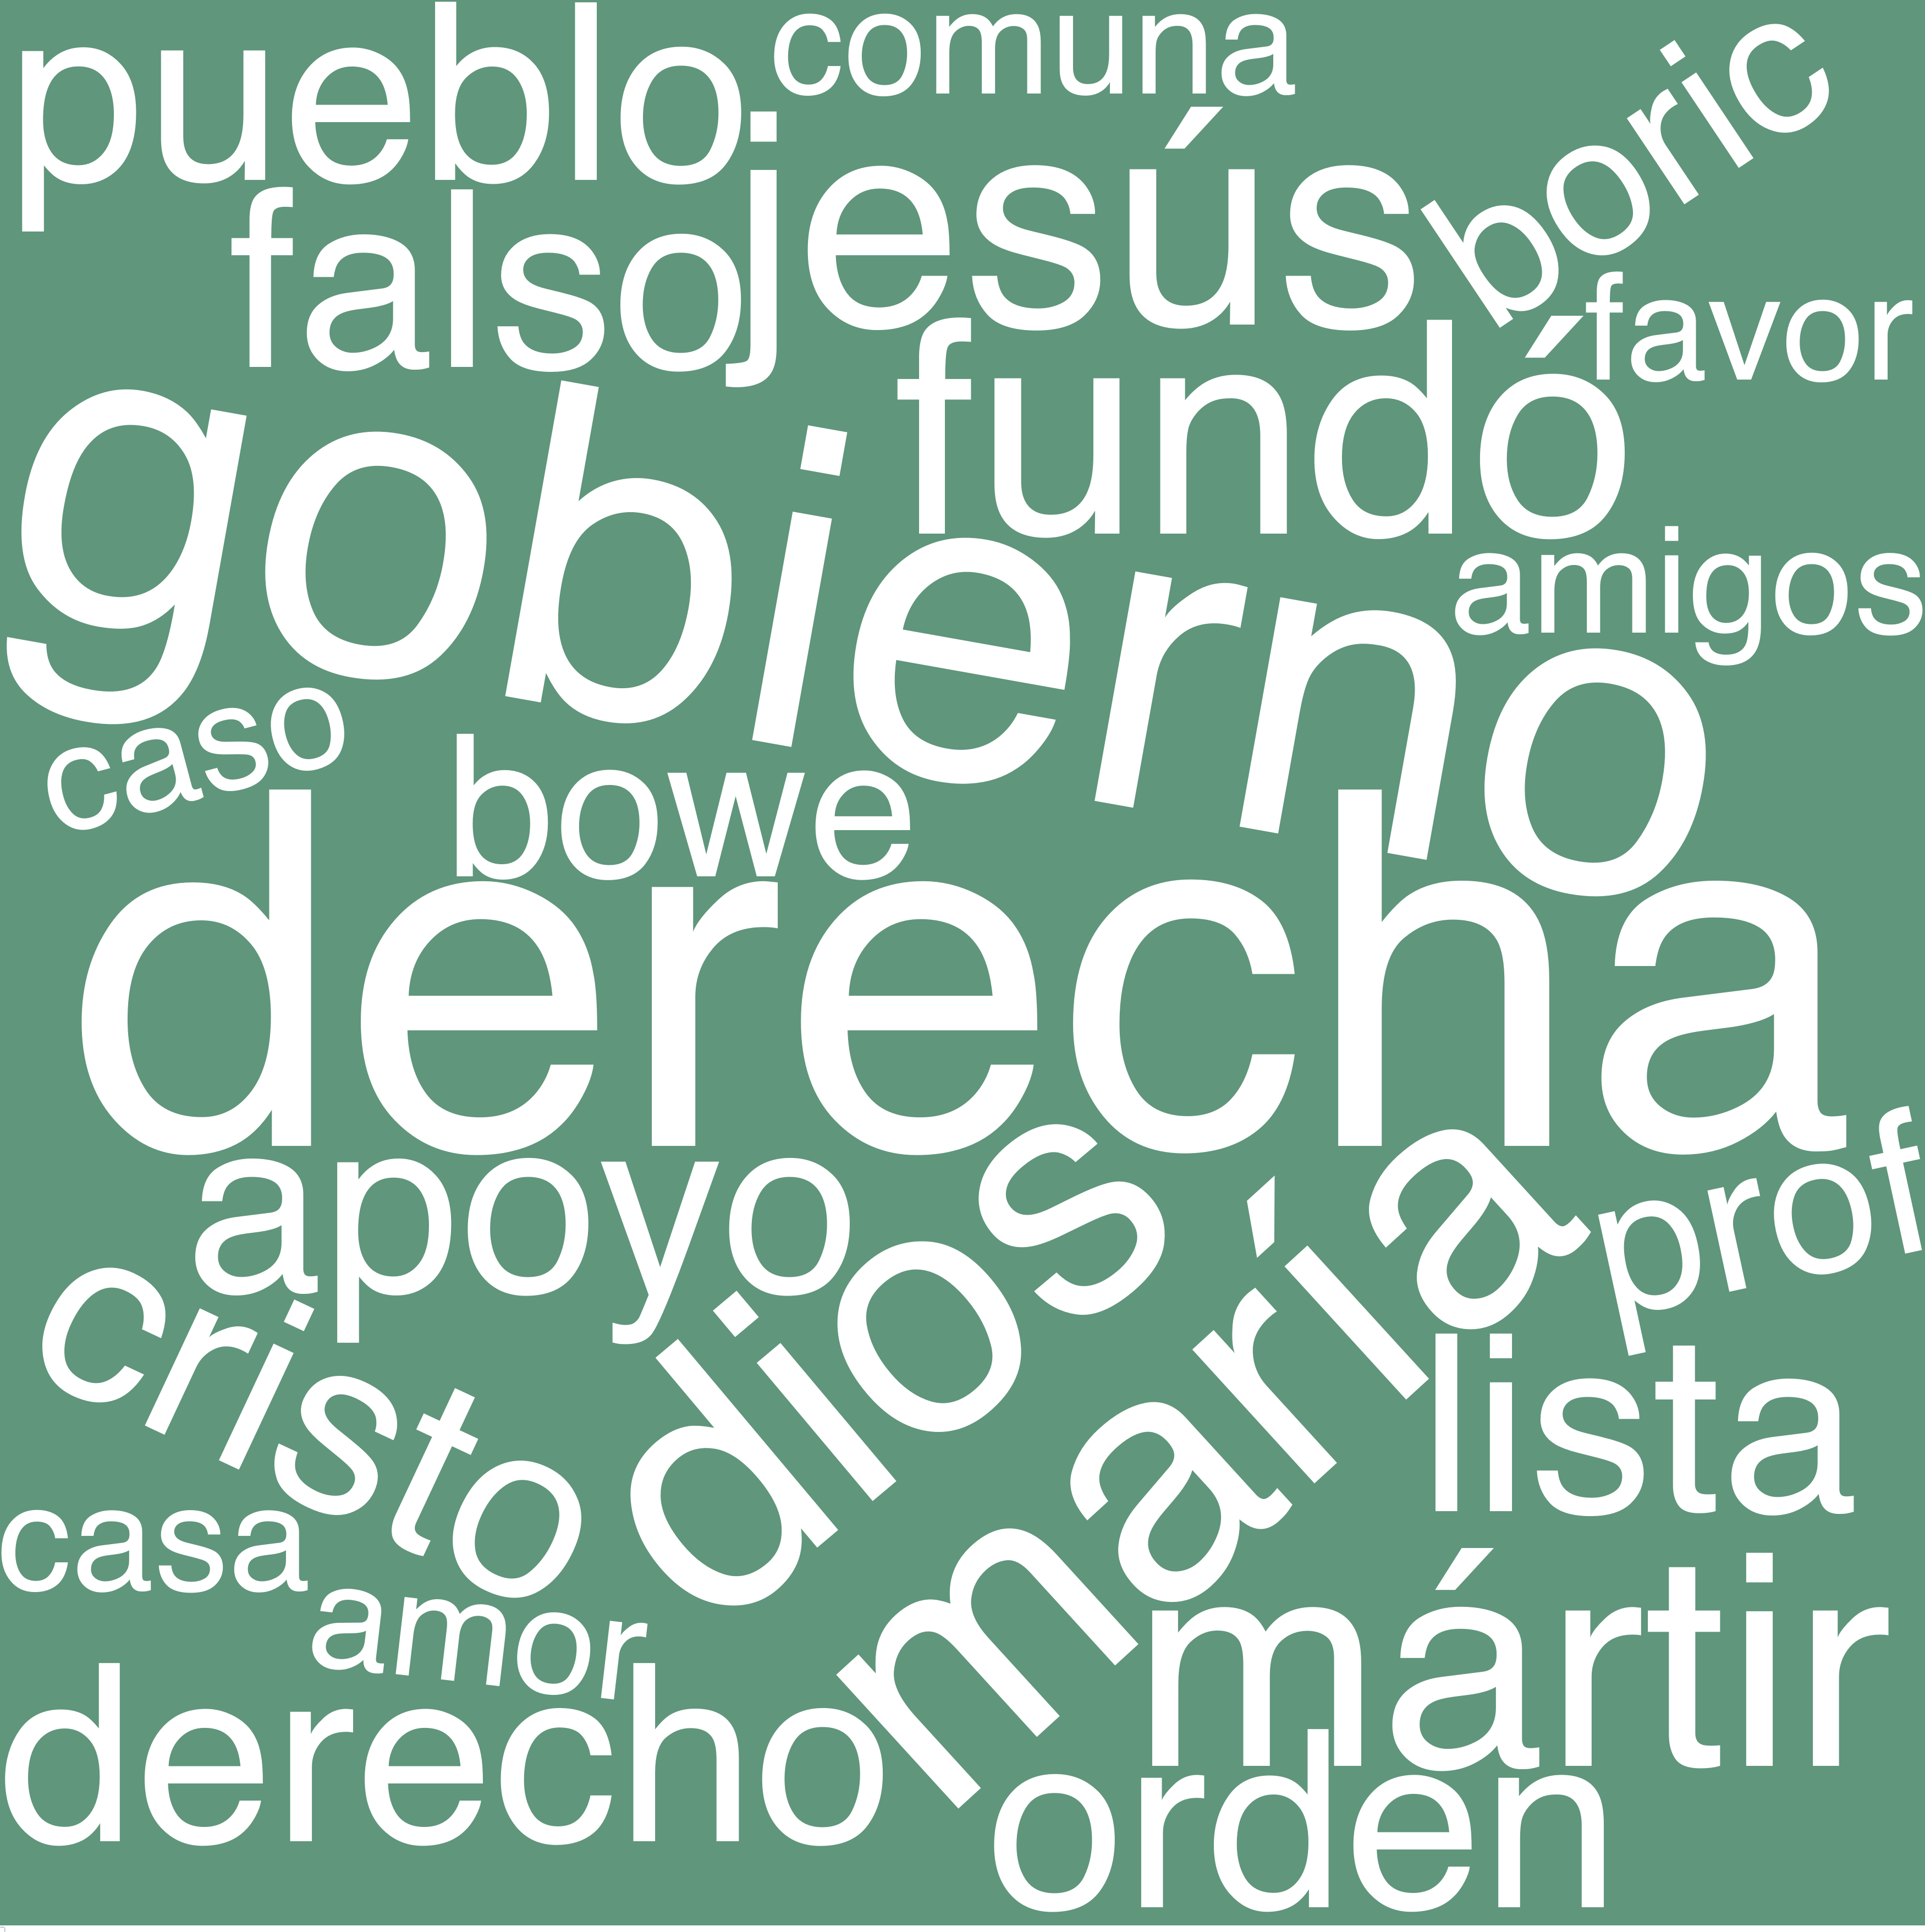 pueblo
comuna
boric
jesús
falso
favor
fundó
gobierno
amigos
caso
bowe
derecha
apoyo
prof
dios
maría
cristo
lista
casa
amor
mártir
derecho
orden